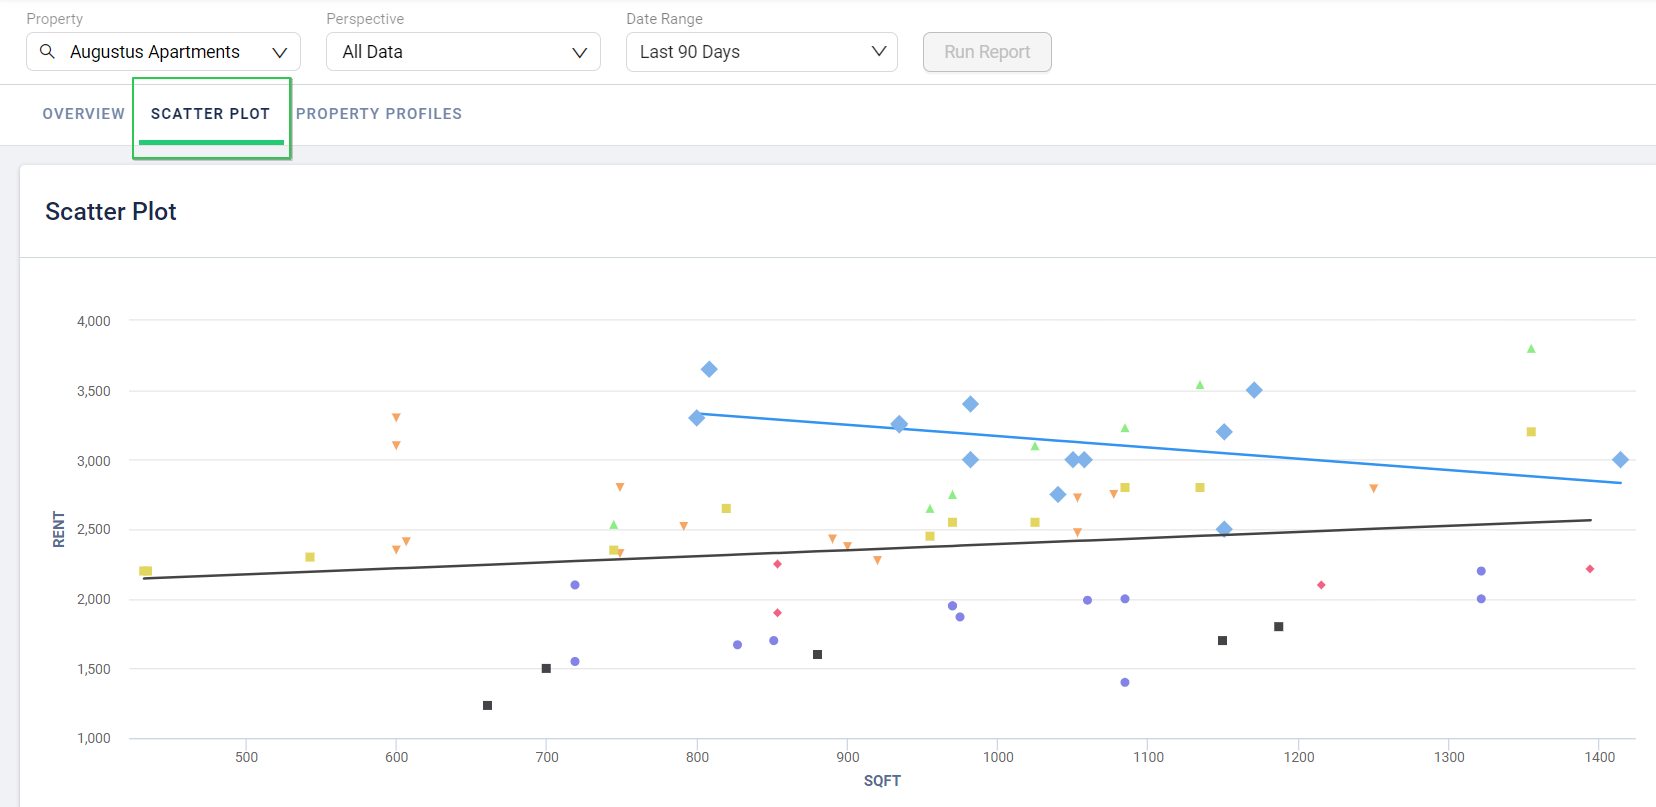 Property Perspective Date Range
Augustus Apartments All Data Last 90 Days Run Report
OVERVIEW SCATTER PLOT PROPERTY PROFILES
Scatter Plot
4,000
3,500
3,000
2,500
2,000
1,500
1,000
RENT
500 600 700 800 900 1000 1100 1200 1300 1400
SQFT